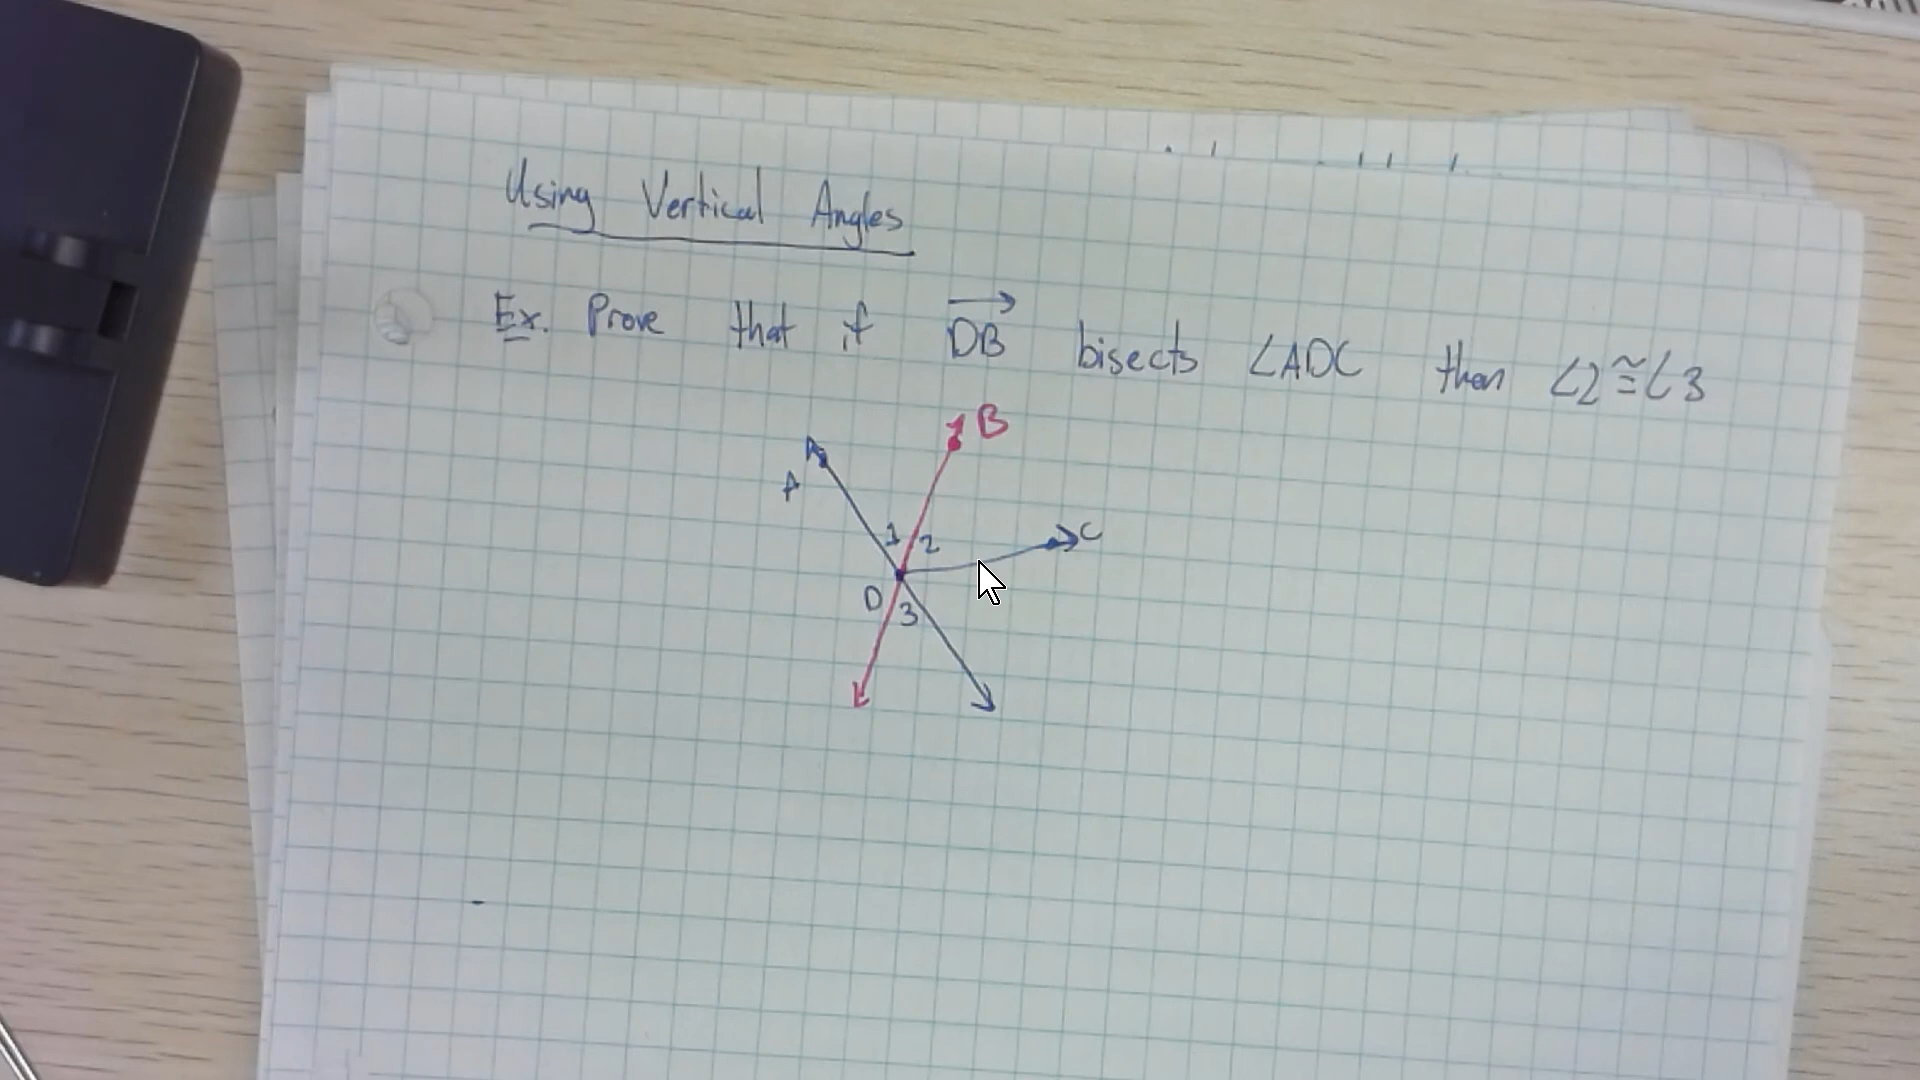 Using Vertical Angles
Ex. Prove that if DB bisects ∠ADC then ∠2≅∠3
B
A
1 2 C
D 3